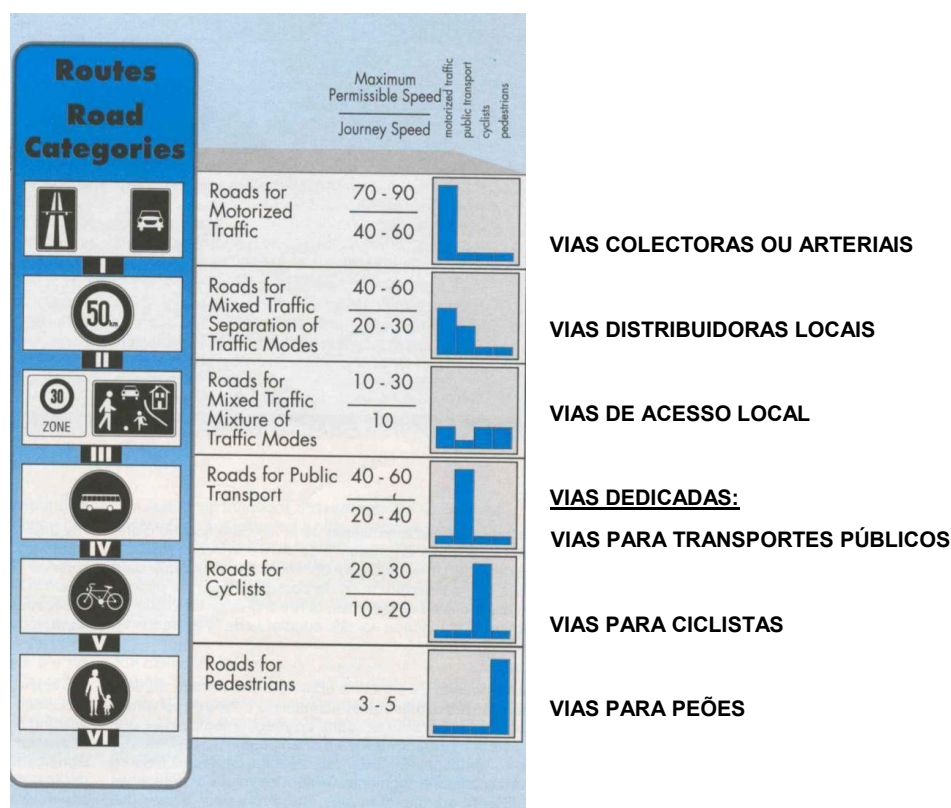 Routes
Road
Categories
Maximum
Permissible Speed
Journey Speed
motorized traffic
public transport
cyclists
pedestrians
I
Roads for
Motorized
Traffic
70 - 90
40 - 60
VIAS COLECTORAS OU ARTERIAIS
50 km
II
Roads for
Mixed Traffic
Separation of
Traffic Modes
40 - 60
20 - 30
VIAS DISTRIBUIDORAS LOCAIS
30
ZONE
III
Roads for
Mixed Traffic
Mixture of
Traffic Modes
10 - 30
10
VIAS DE ACESSO LOCAL
IV
Roads for Public
Transport
40 - 60
20 - 40
VIAS DEDICADAS:
VIAS PARA TRANSPORTES PÚBLICOS
V
Roads for
Cyclists
20 - 30
10 - 20
VIAS PARA CICLISTAS
VI
Roads for
Pedestrians
3 - 5
VIAS PARA PEÕES